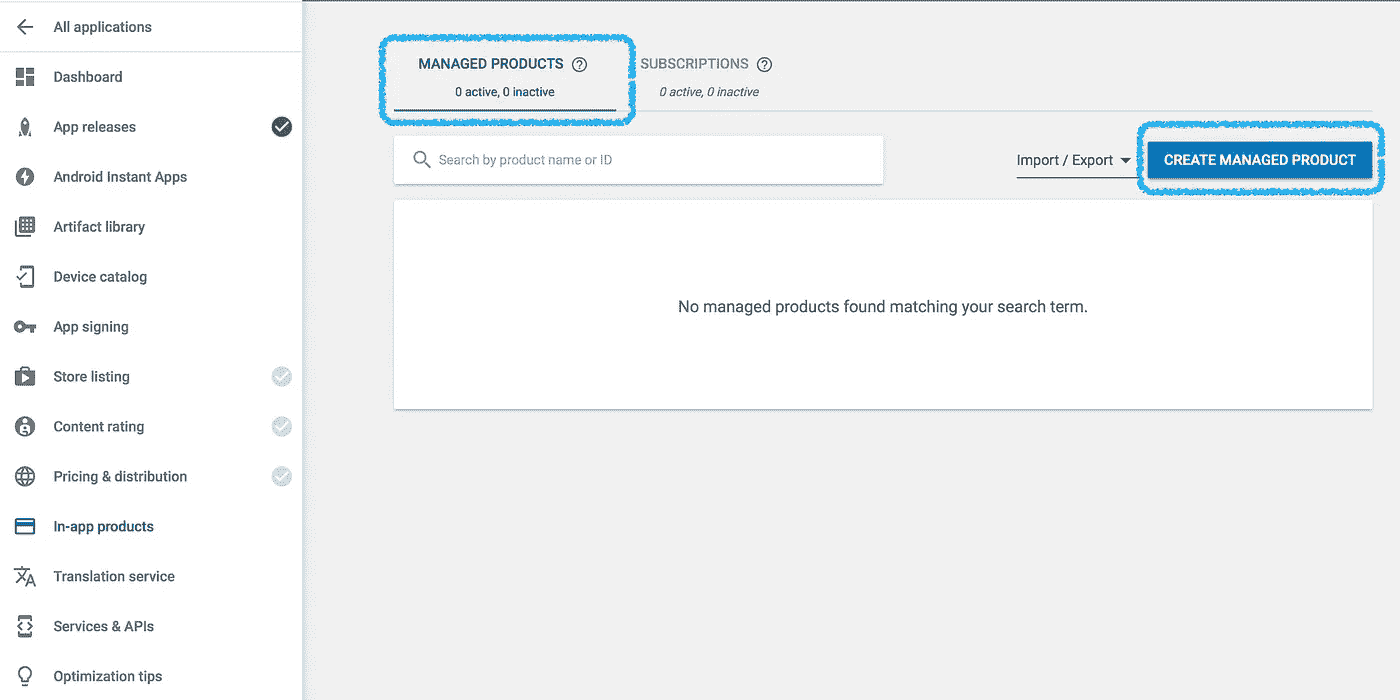 All applications
Dashboard
App releases
Android Instant Apps
Artifact library
Device catalog
App signing
Store listing
Content rating
Pricing & distribution
In-app products
Translation service
Services & APIs
Optimization tips
MANAGED PRODUCTS ?
0 active, 0 inactive
SUBSCRIPTIONS ?
0 active, 0 inactive
Search by product name or ID
Import / Export
CREATE MANAGED PRODUCT
No managed products found matching your search term.